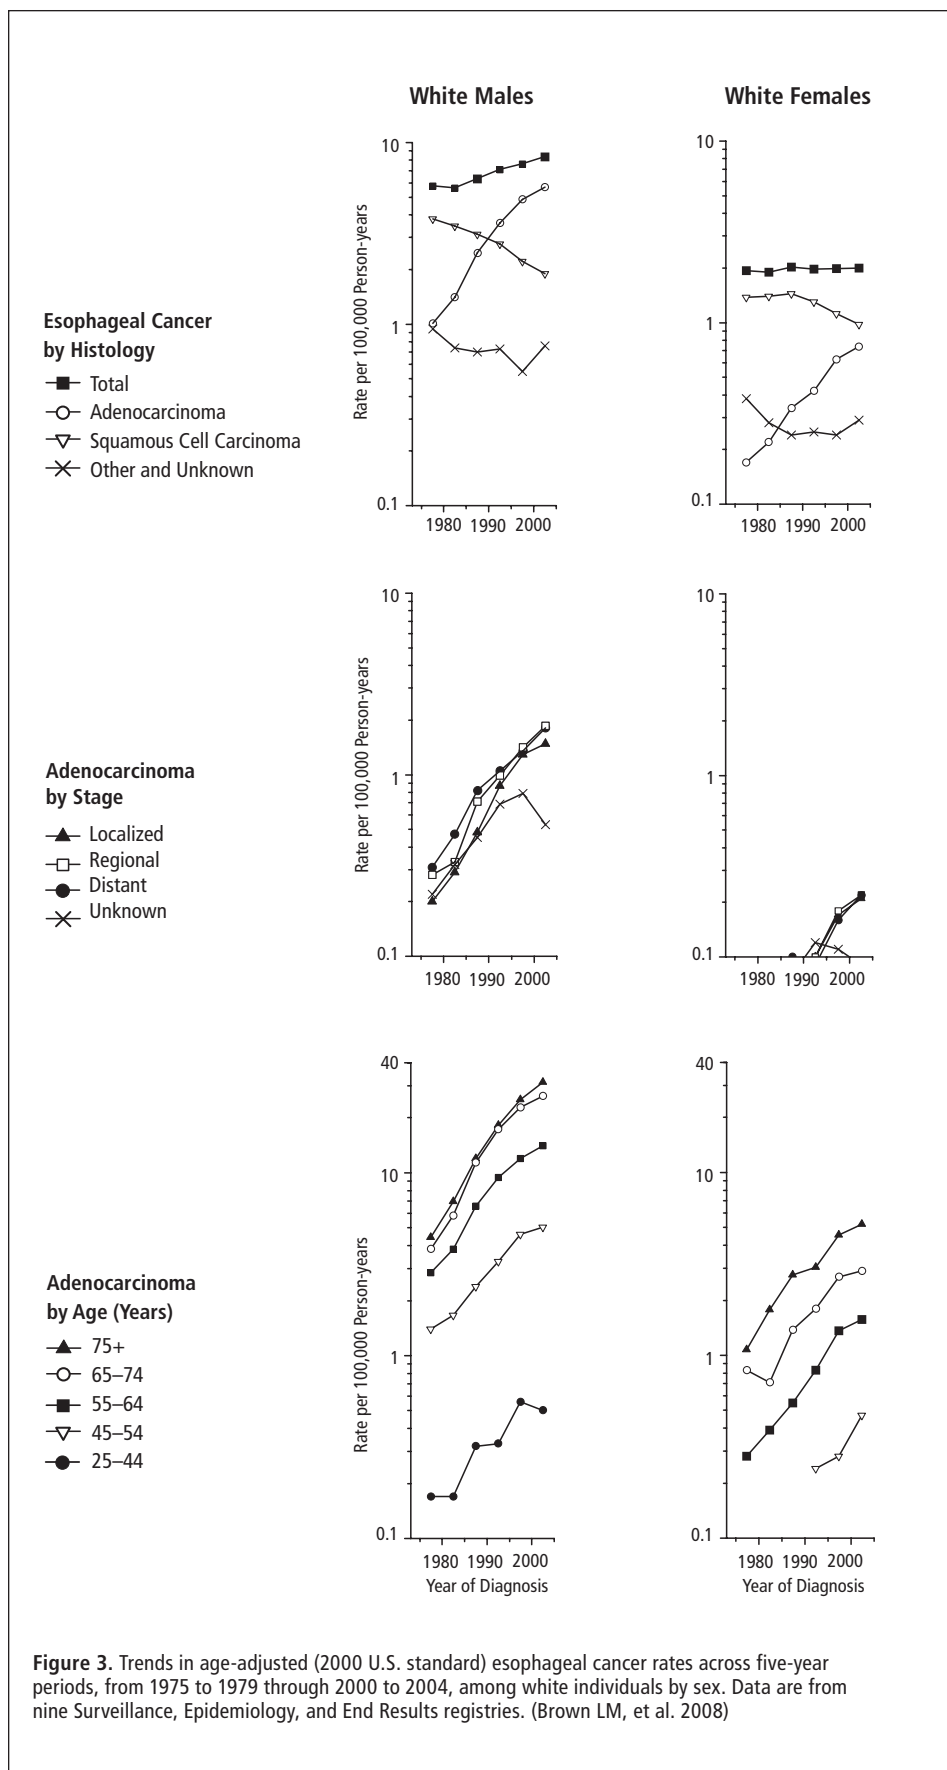 White Males
White Females
Esophageal Cancer
by Histology
Total
Adenocarcinoma
Squamous Cell Carcinoma
Other and Unknown
Rate per 100,000 Person-years
10
1
0.1
1980 1990 2000
10
1
0.1
1980 1990 2000
Adenocarcinoma
by Stage
Localized
Regional
Distant
Unknown
Rate per 100,000 Person-years
10
1
0.1
1980 1990 2000
10
1
0.1
1980 1990 2000
Adenocarcinoma
by Age (Years)
75+
65–74
55–64
45–54
25–44
Rate per 100,000 Person-years
40
10
1
0.1
1980 1990 2000
Year of Diagnosis
40
10
1
0.1
1980 1990 2000
Year of Diagnosis
Figure 3. Trends in age-adjusted (2000 U.S. standard) esophageal cancer rates across five-year
periods, from 1975 to 1979 through 2000 to 2004, among white individuals by sex. Data are from
nine Surveillance, Epidemiology, and End Results registries. (Brown LM, et al. 2008)